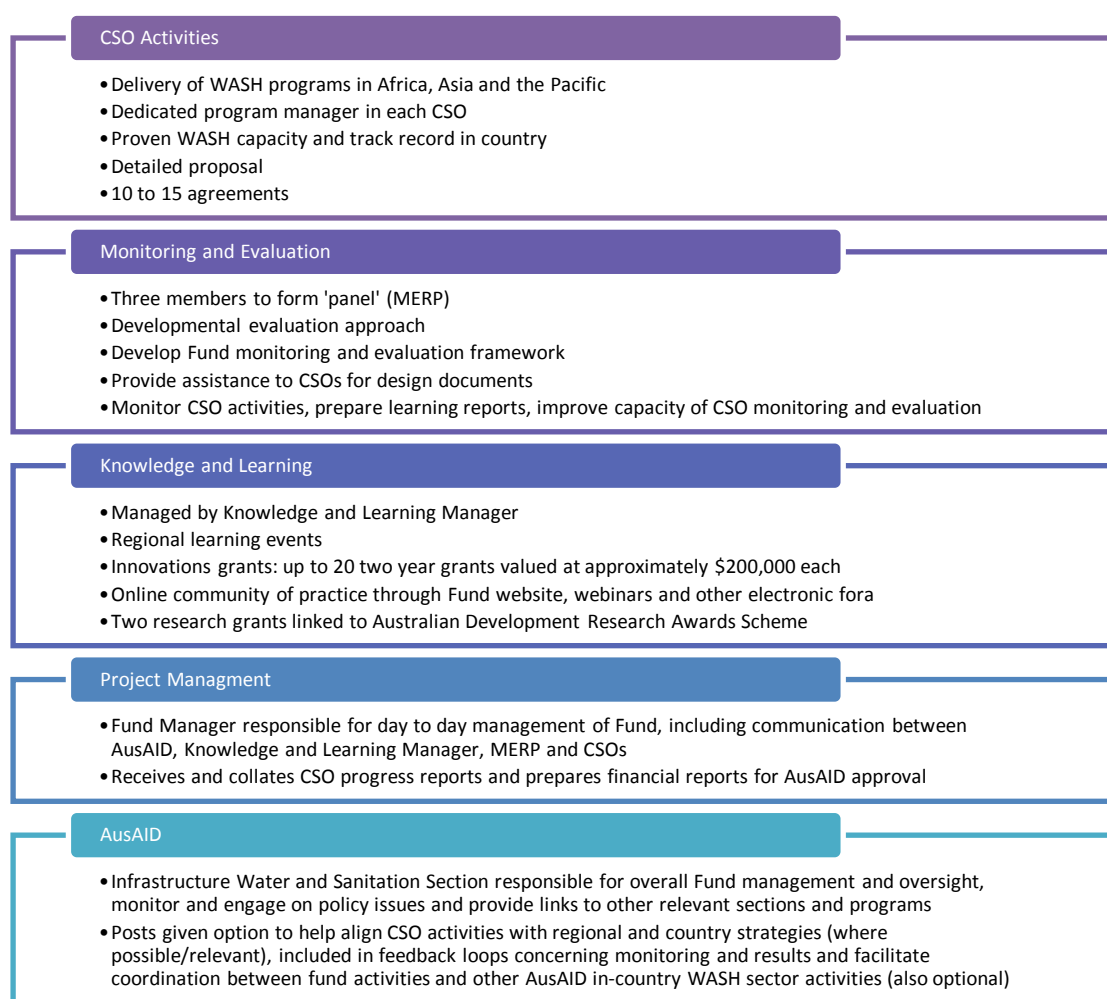 CSO Activities
•Delivery of WASH programs in Africa, Asia and the Pacific
•Dedicated program manager in each CSO
•Proven WASH capacity and track record in country
•Detailed proposal
•10 to 15 agreements
Monitoring and Evaluation
•Three members to form 'panel' (MERP)
•Developmental evaluation approach
•Develop Fund monitoring and evaluation framework
•Provide assistance to CSOs for design documents
•Monitor CSO activities, prepare learning reports, improve capacity of CSO monitoring and evaluation
Knowledge and Learning
•Managed by Knowledge and Learning Manager
•Regional learning events
•Innovations grants: up to 20 two year grants valued at approximately $200,000 each
•Online community of practice through Fund website, webinars and other electronic fora
•Two research grants linked to Australian Development Research Awards Scheme
Project Managment
•Fund Manager responsible for day to day management of Fund, including communication between
AusAID, Knowledge and Learning Manager, MERP and CSOs
•Receives and collates CSO progress reports and prepares financial reports for AusAID approval
AusAID
•Infrastructure Water and Sanitation Section responsible for overall Fund management and oversight,
monitor and engage on policy issues and provide links to other relevant sections and programs
•Posts given option to help align CSO activities with regional and country strategies (where
possible/relevant), included in feedback loops concerning monitoring and results and facilitate
coordination between fund activities and other AusAID in-country WASH sector activities (also optional)